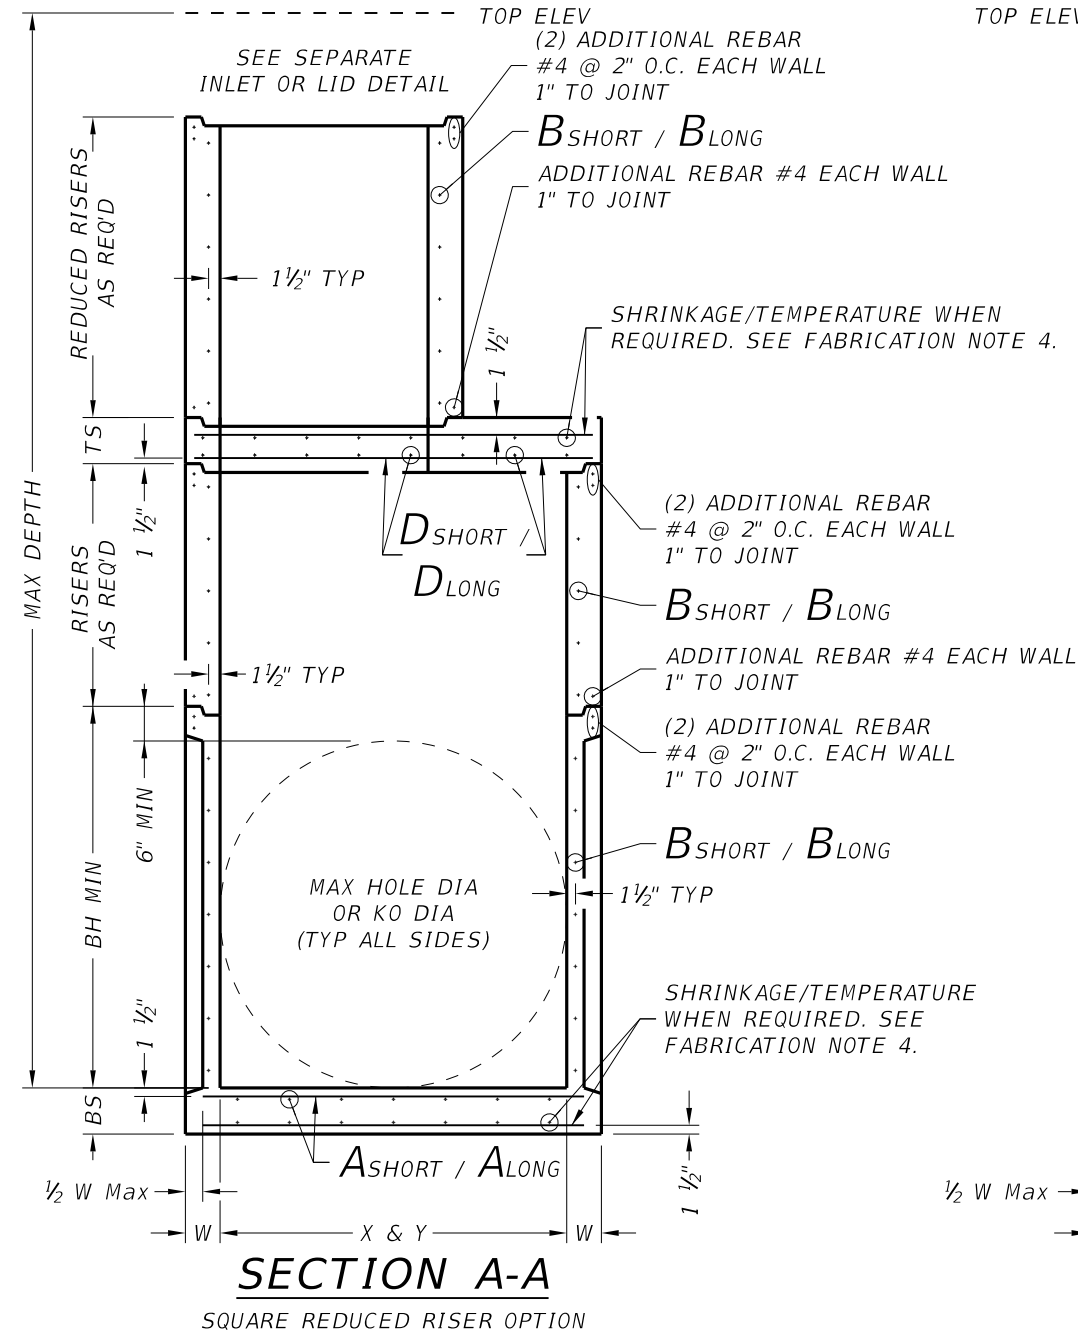 TOP ELEV
TOP ELEV
SEE SEPARATE
INLET OR LID DETAIL
(2) ADDITIONAL REBAR
#4 @ 2" O.C. EACH WALL
1" TO JOINT
BSHORT / BLONG
ADDITIONAL REBAR #4 EACH WALL
1" TO JOINT
REDUCED RISERS
AS REQ'D
1½" TYP
SHRINKAGE/TEMPERATURE WHEN
REQUIRED. SEE FABRICATION NOTE 4.
1 ½"
TS
MAX DEPTH
1 ½"
RISERS
AS REQ'D
DSHORT /
DLONG
(2) ADDITIONAL REBAR
#4 @ 2" O.C. EACH WALL
1" TO JOINT
BSHORT / BLONG
1½" TYP
ADDITIONAL REBAR #4 EACH WALL
1" TO JOINT
(2) ADDITIONAL REBAR
#4 @ 2" O.C. EACH WALL
1" TO JOINT
6" MIN
BH MIN
BSHORT / BLONG
MAX HOLE DIA
OR KO DIA
(TYP ALL SIDES)
1½" TYP
1 ½"
SHRINKAGE/TEMPERATURE
WHEN REQUIRED. SEE
FABRICATION NOTE 4.
BS
ASHORT / ALONG
1 ½"
½ W Max
½ W Max
W
X & Y
W
SECTION A-A
SQUARE REDUCED RISER OPTION